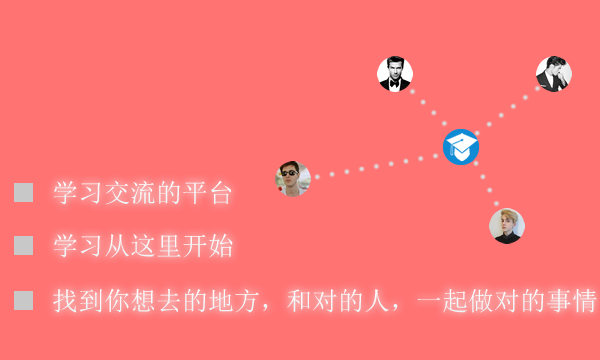 学习交流的平台
学习从这里开始
找到你想去的地方，和对的人，一起做对的事情